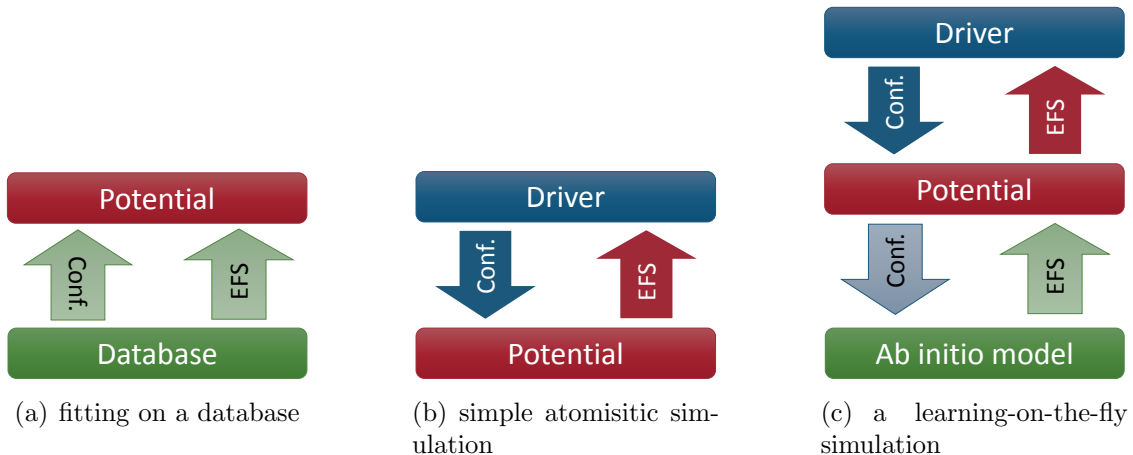 Potential
Conf.
EFS
Database
(a) fitting on a database
Driver
Conf.
EFS
Potential
(b) simple atomisitic sim-
ulation
Driver
Conf.
EFS
Potential
Conf.
EFS
Ab initio model
(c) a learning-on-the-fly
simulation